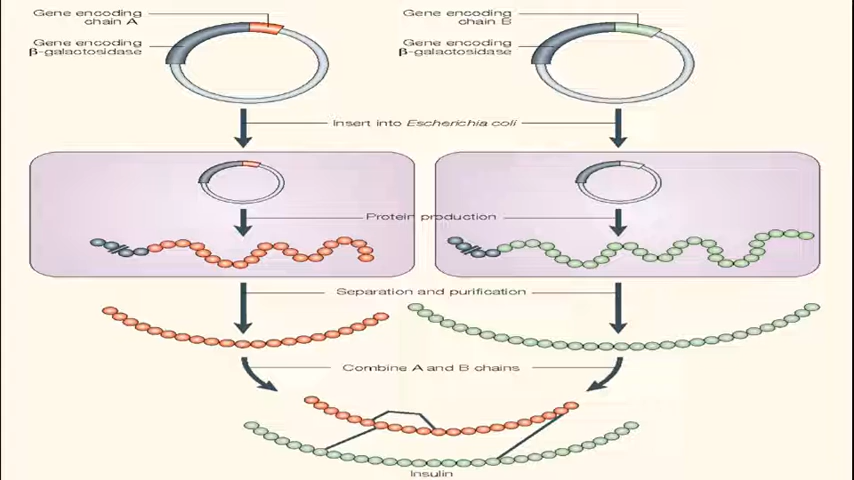 Gene encoding
chain A
Gene encoding
β-galactosidase
Gene encoding
chain B
Gene encoding
β-galactosidase
Insert into Escherichia coli
Protein production
Separation and purification
Combine A and B chains
Insulin